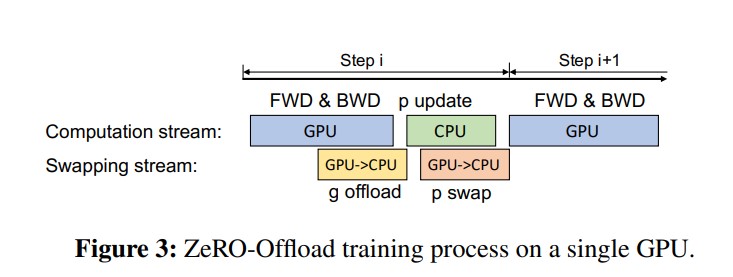 Step i
Step i+1
FWD & BWD p update FWD & BWD
Computation stream: GPU CPU GPU
Swapping stream: GPU->CPU GPU->CPU
g offload p swap
Figure 3: ZeRO-Offload training process on a single GPU.